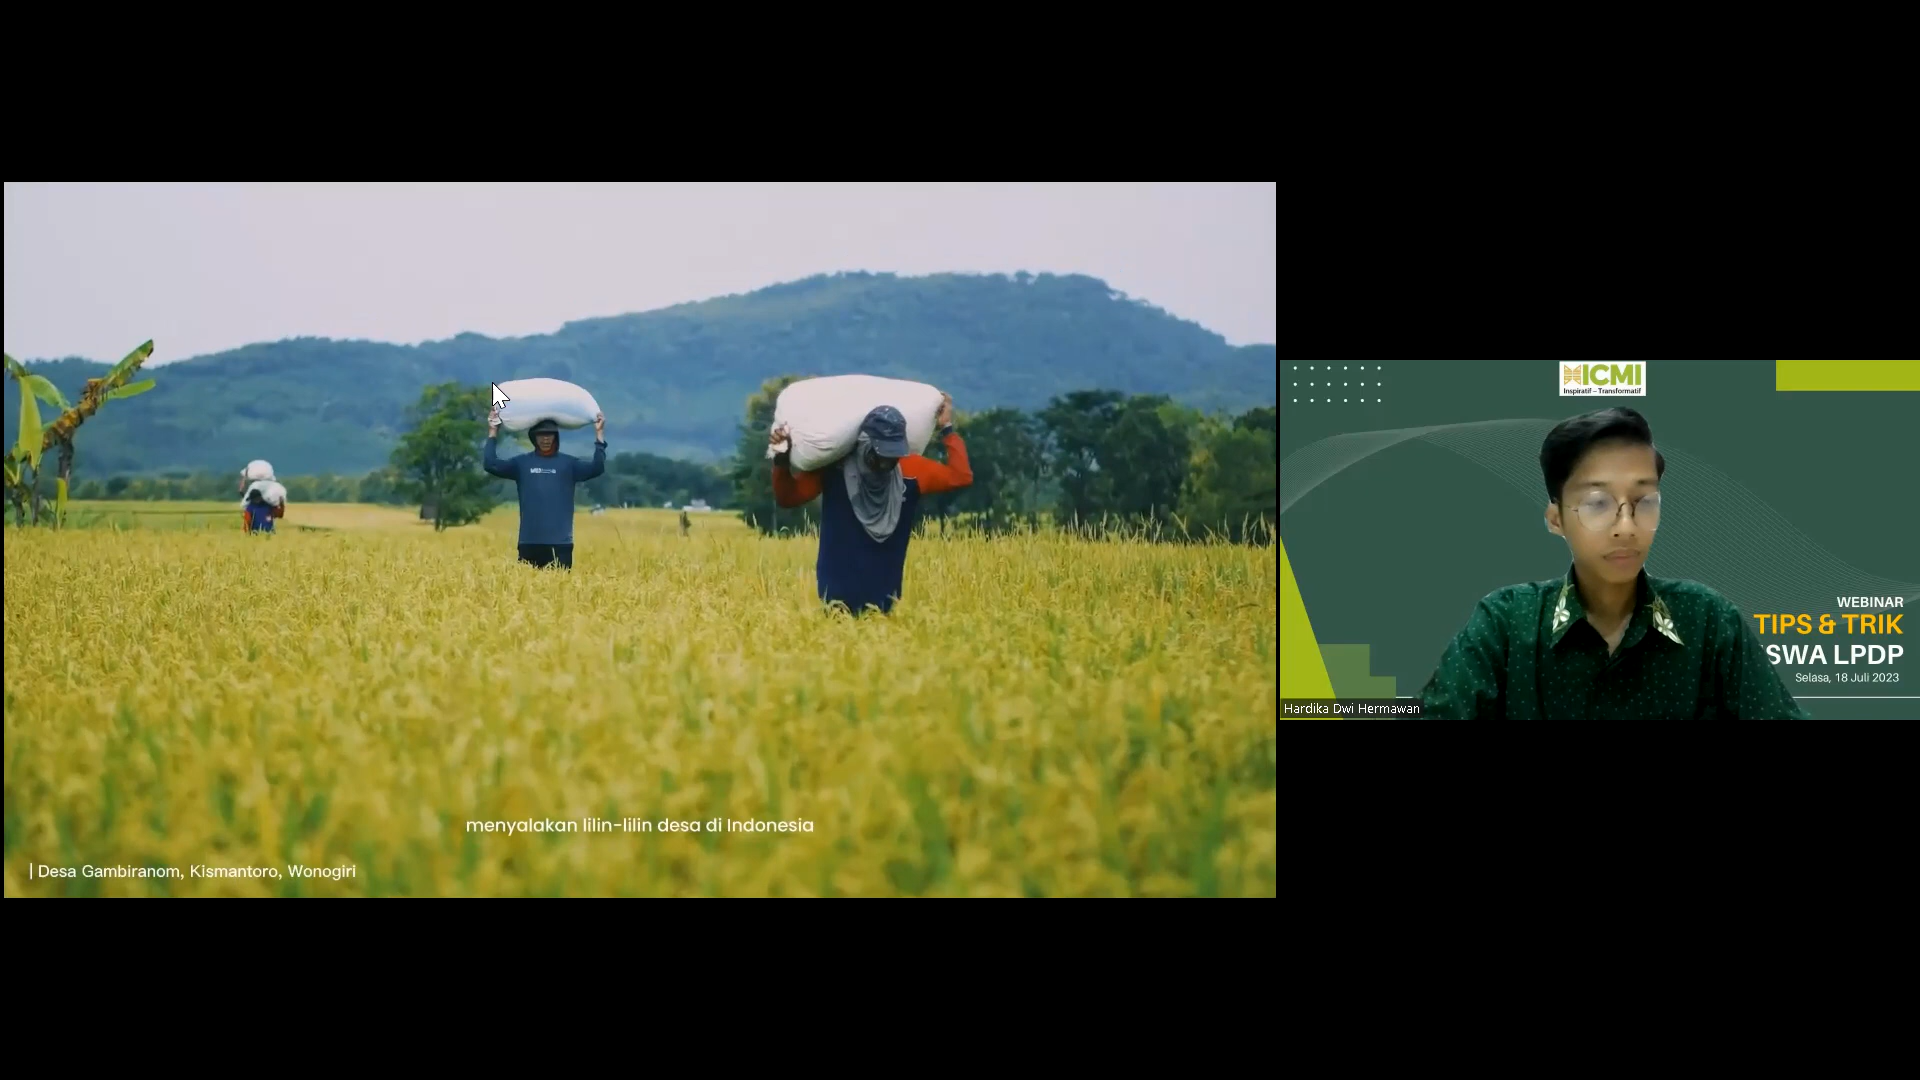 menyalakan lilin-lilin desa di Indonesia
| Desa Gambiranom, Kismantoro, Wonogiri
ICMI
Inspiratif – Transformatif
WEBINAR
TIPS & TRIK
SWA LPDP
Selasa, 18 Juli 2023
Hardika Dwi Hermawan